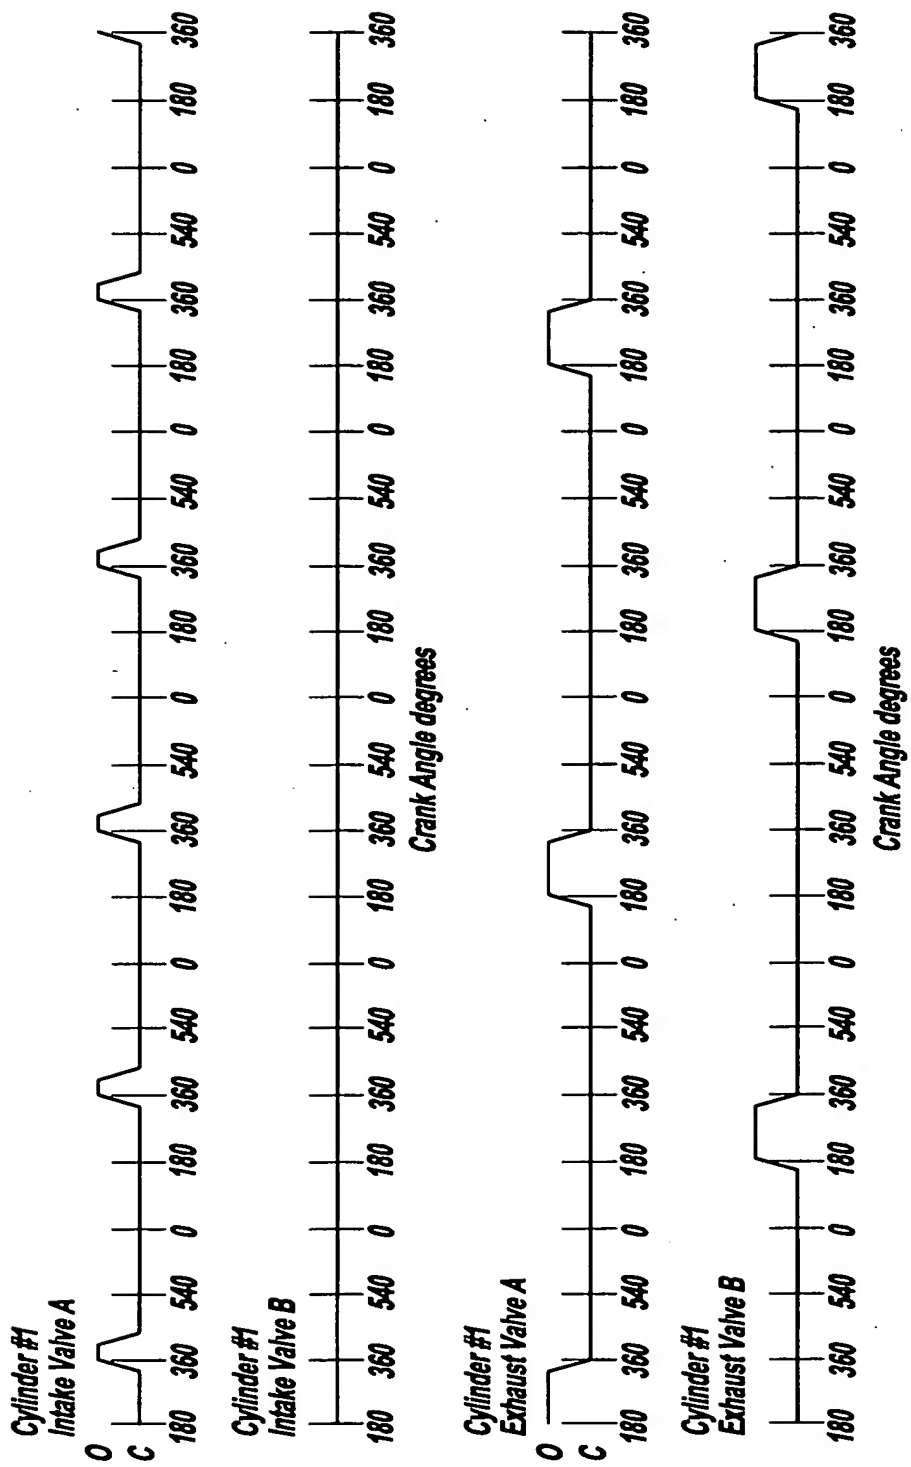 Cylinder #1
Intake Valve A
O
C
180 360 540 0 180 360 540 0 180 360 540 0 180 360 540 0 180 360 540 0 180 360
Cylinder #1
Intake Valve B
180 360 540 0 180 360 540 0 180 360 540 0 180 360 540 0 180 360 540 0 180 360
Crank Angle degrees
Cylinder #1
Exhaust Valve A
O
C
180 360 540 0 180 360 540 0 180 360 540 0 180 360 540 0 180 360 540 0 180 360
Cylinder #1
Exhaust Valve B
180 360 540 0 180 360 540 0 180 360 540 0 180 360 540 0 180 360 540 0 180 360
Crank Angle degrees